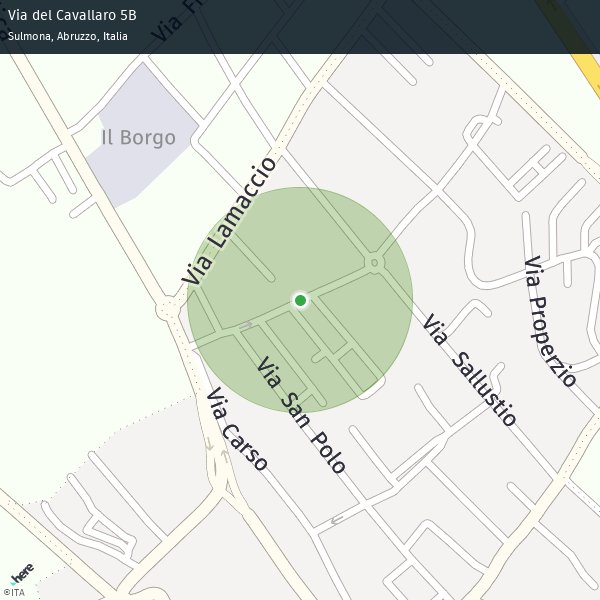 Via del Cavallaro 5B
Sulmona, Abruzzo, Italia
Via
Il Borgo
Via Lamaccio
Via Properzio
Via Sallustio
Via San Polo
Via Carso
here
©ITA